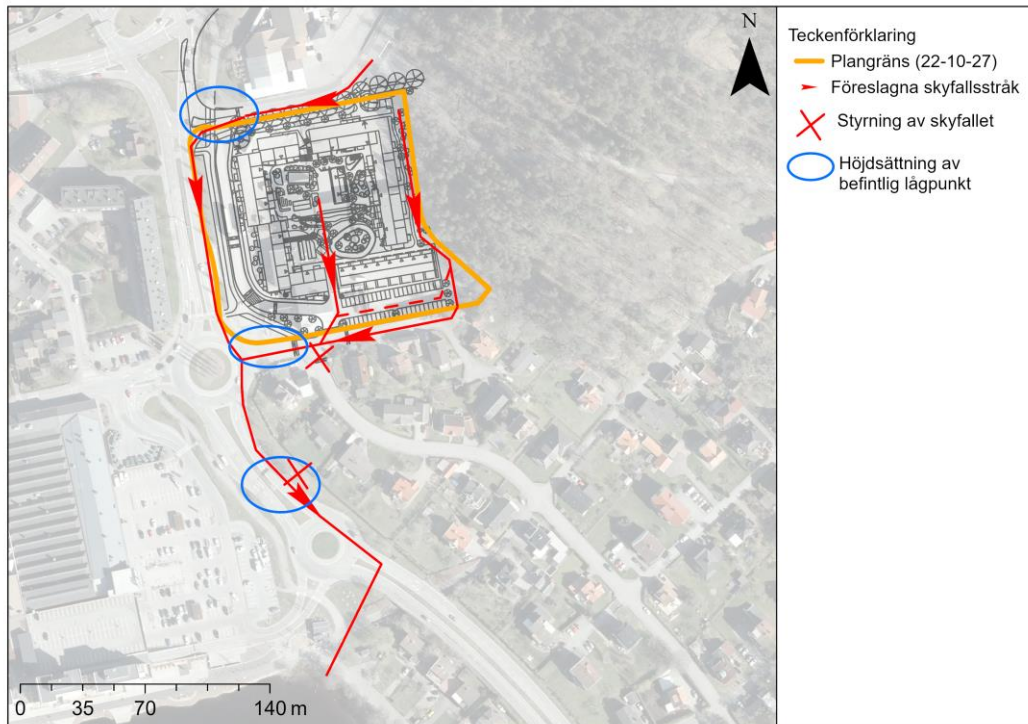 N
Teckenförklaring
Plangräns (22-10-27)
Föreslagna skyfallsstråk
Styrning av skyfallet
Höjdsättning av
befintlig lågpunkt
0 35 70 140 m